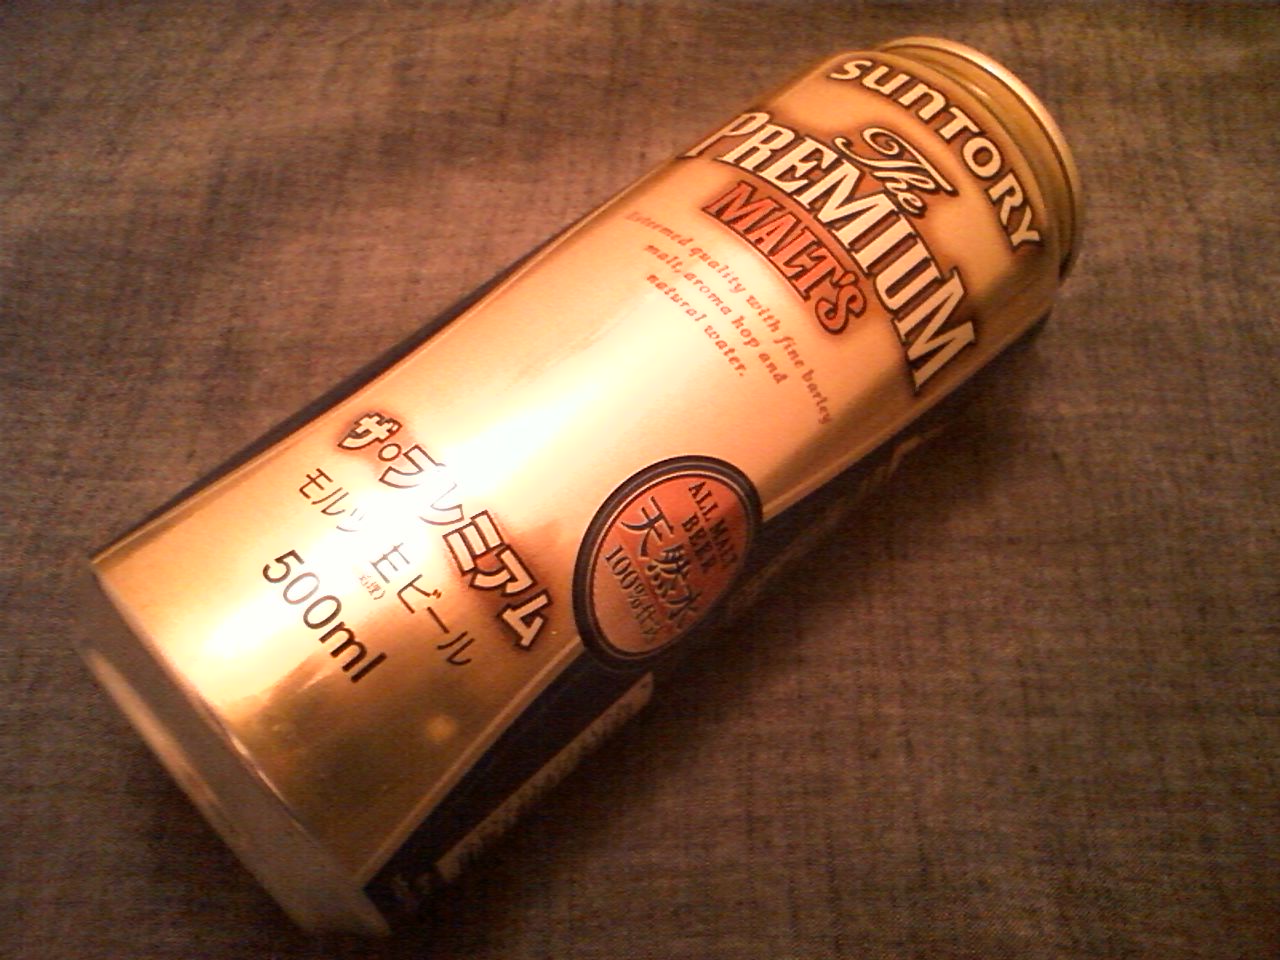 SUNTORY
The
PREMIUM
MALT'S
Esteemed quality with fine barley
malt, aroma hop and
natural water.
ALL MALT
BEER
天然水
100%仕込
ザ・プレミアム
モルツ 生ビール
500ml